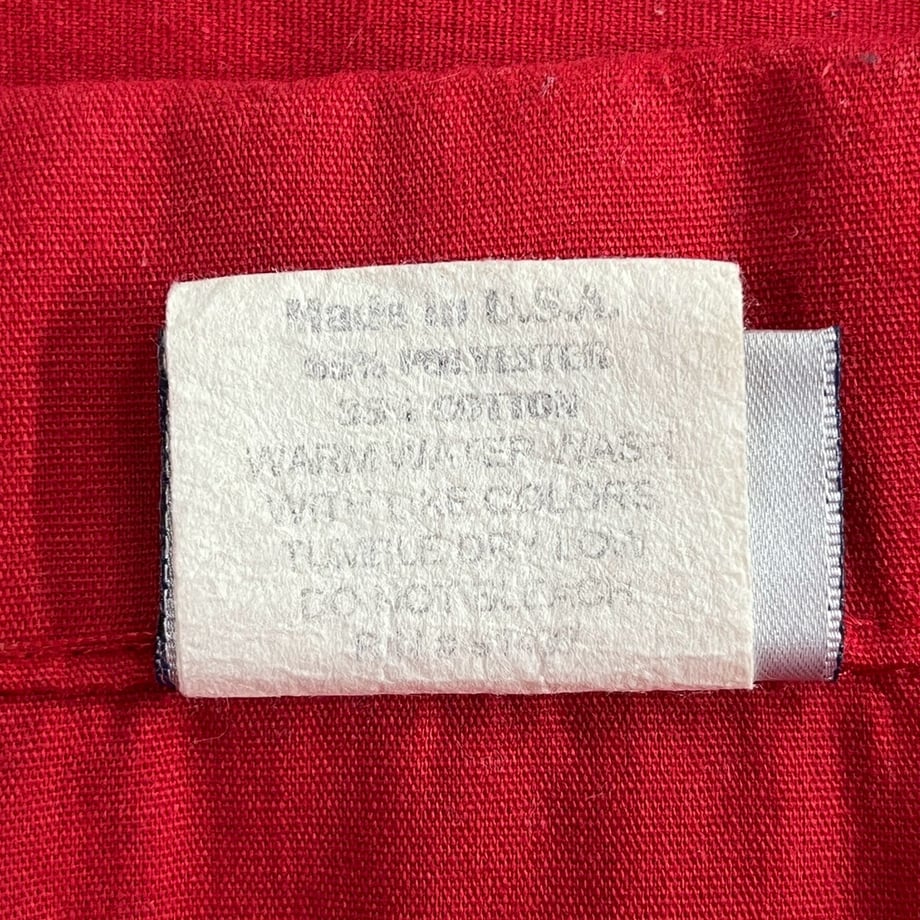 Made in U.S.A.
65% POLYESTER
35% COTTON
WARM WATER WASH
WITH LIKE COLORS
TUMBLE DRY LOW
DO NOT BLEACH
RN #